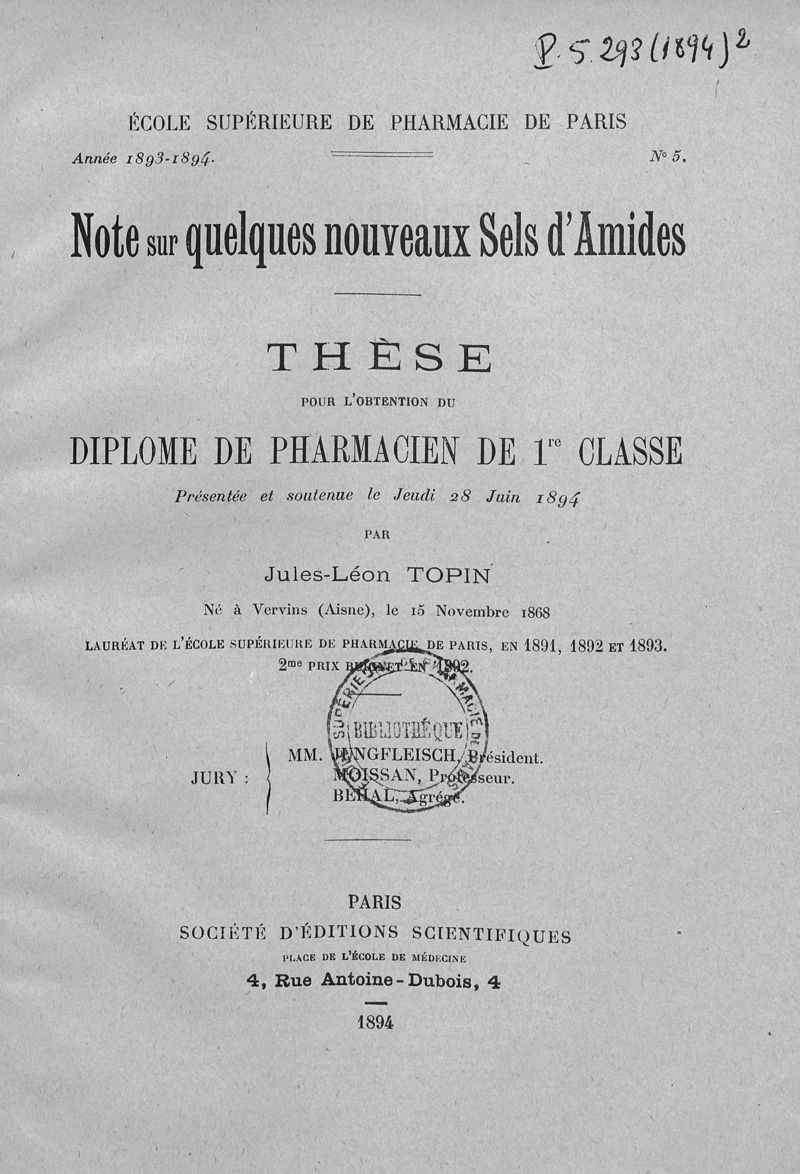 P. 5. 293 (1894) 2
ÉCOLE SUPÉRIEURE DE PHARMACIE DE PARIS
Année 1893-1894. Nº 5.
Note sur quelques nouveaux Sels d'Amides
THÈSE
POUR L'OBTENTION DU
DIPLOME DE PHARMACIEN DE 1re CLASSE
Présentée et soutenue le Jeudi 28 Juin 1894
PAR
Jules-Léon TOPIN
Né à Vervins (Aisne), le 15 Novembre 1868
LAURÉAT DE L'ÉCOLE SUPÉRIEURE DE PHARMACIE DE PARIS, EN 1891, 1892 ET 1893.
2me PRIX EN 1892.
BIBLIOTHÈQUE
MM. JUNGFLEISCH, Président.
JURY : MOISSAN, Professeur.
BÉHAL, Agrégé.
PARIS
SOCIÉTÉ D'ÉDITIONS SCIENTIFIQUES
PLACE DE L'ÉCOLE DE MÉDECINE
4, Rue Antoine-Dubois, 4
1894